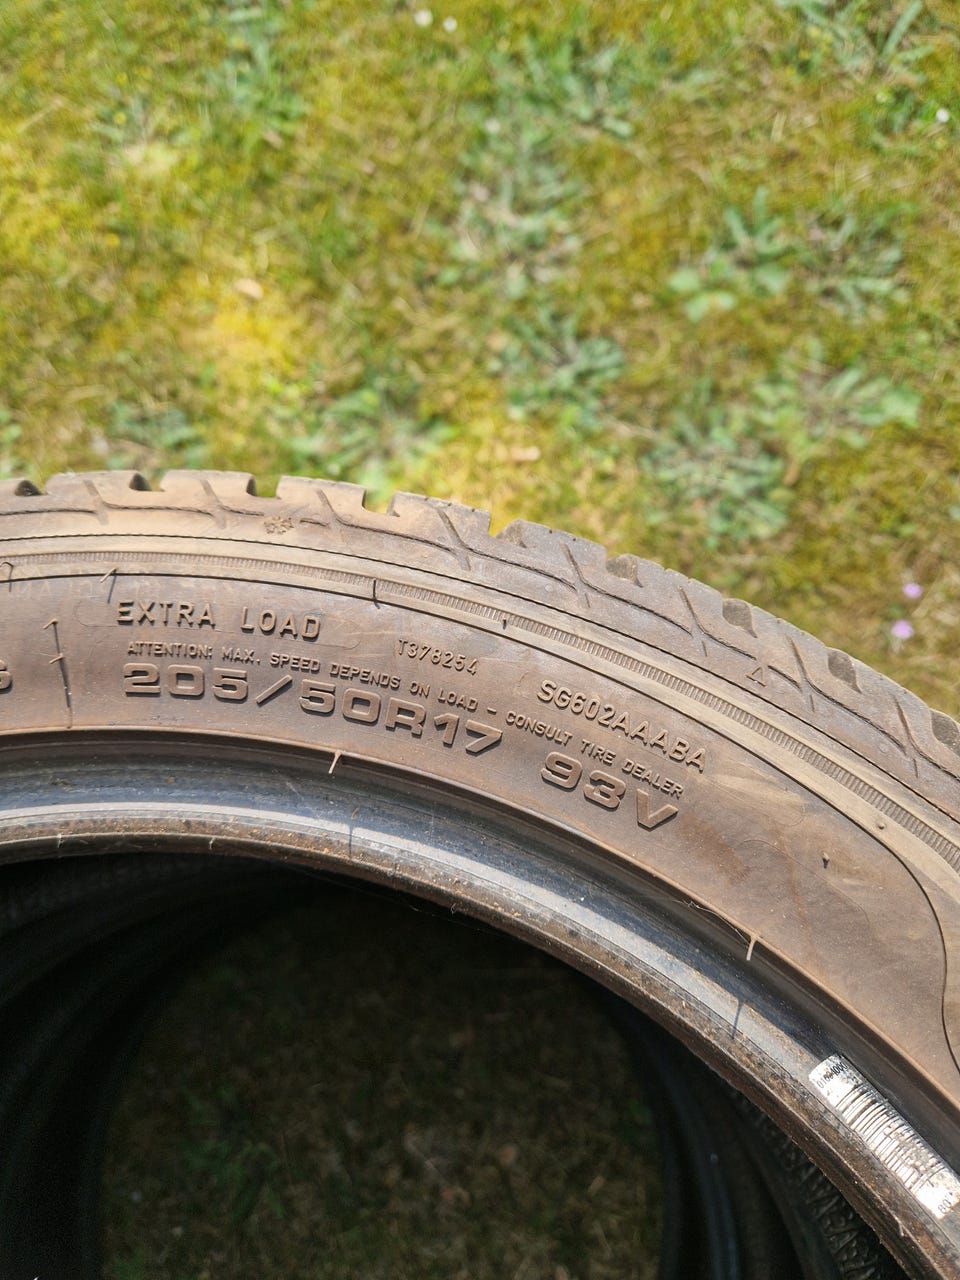 EXTRA LOAD
T378254
SG602AAABA
ATTENTION: MAX. SPEED DEPENDS ON LOAD - CONSULT TIRE DEALER
205/50R17 93V